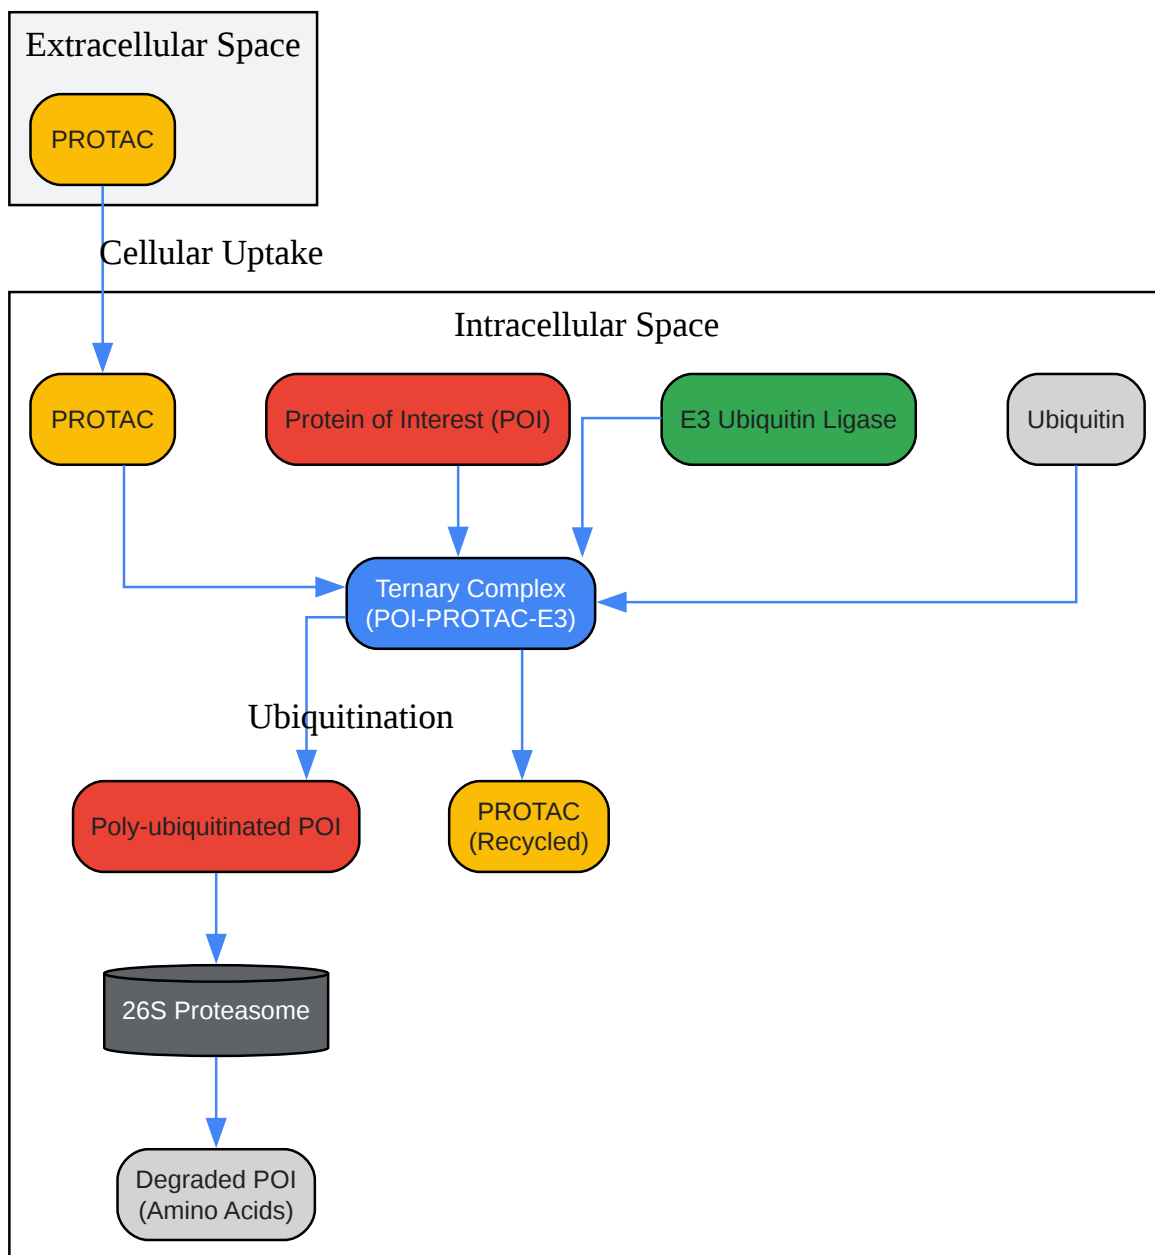 Extracellular Space
PROTAC
Cellular Uptake
Intracellular Space
PROTAC
Protein of Interest (POI)
E3 Ubiquitin Ligase
Ubiquitin
Ternary Complex
(POI-PROTAC-E3)
Ubiquitination
Poly-ubiquitinated POI
PROTAC
(Recycled)
26S Proteasome
Degraded POI
(Amino Acids)